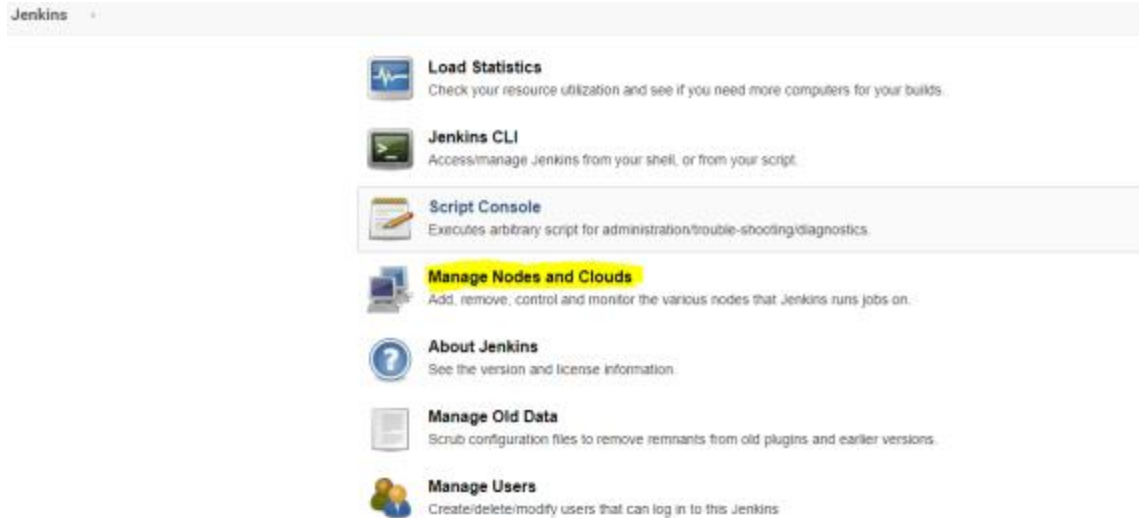 Jenkins
Load Statistics
Check your resource utilization and see if you need more computers for your builds.
Jenkins CLI
Access/manage Jenkins from your shell, or from your script.
Script Console
Executes arbitrary script for administration/trouble-shooting/diagnostics.
Manage Nodes and Clouds
Add, remove, control and monitor the various nodes that Jenkins runs jobs on.
About Jenkins
See the version and license information.
Manage Old Data
Scrub configuration files to remove remnants from old plugins and earlier versions.
Manage Users
Create/delete/modify users that can log in to this Jenkins